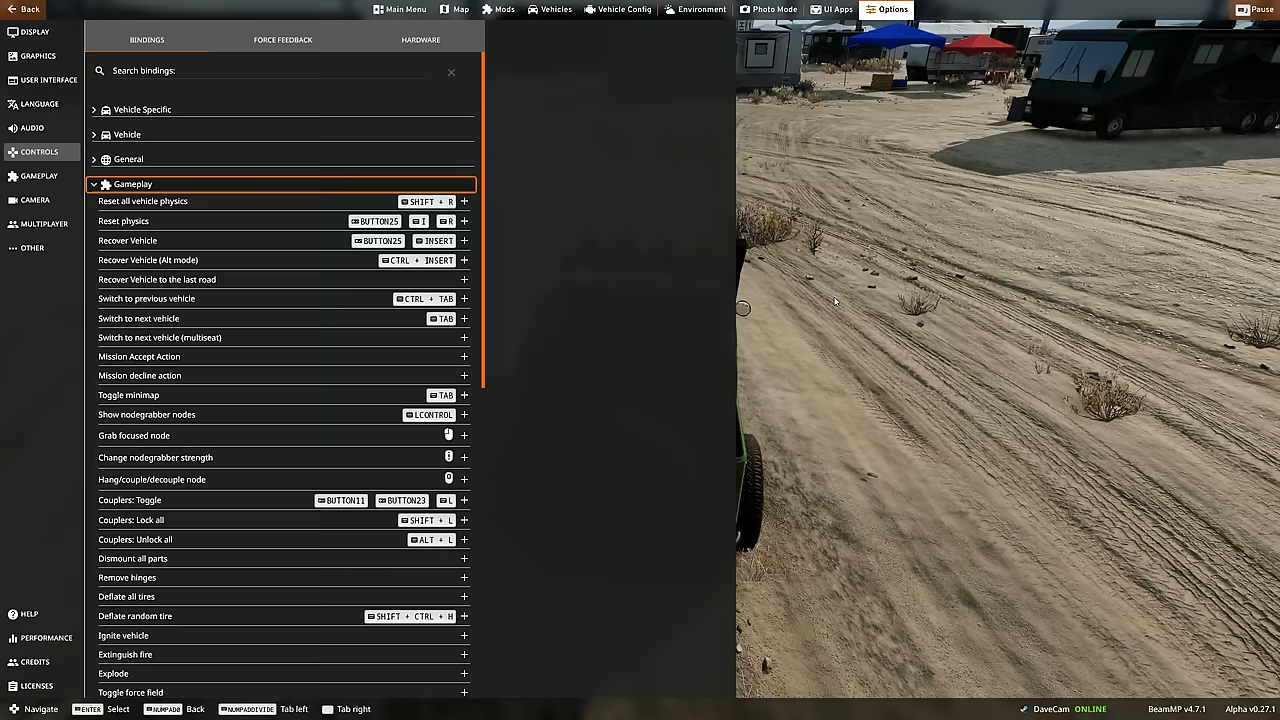 Back
Main Menu
Map
Mods
Vehicles
Vehicle Config
Environment
Photo Mode
UI Apps
Options
Pause
DISPLAY
GRAPHICS
USER INTERFACE
LANGUAGE
AUDIO
CONTROLS
GAMEPLAY
CAMERA
MULTIPLAYER
OTHER
HELP
PERFORMANCE
CREDITS
LICENSES
BINDINGS
FORCE FEEDBACK
HARDWARE
Search bindings:
Vehicle Specific
Vehicle
General
Gameplay
Reset all vehicle physics SHIFT + R +
Reset physics BUTTON25 I R +
Recover Vehicle BUTTON25 INSERT +
Recover Vehicle (Alt mode) CTRL + INSERT +
Recover Vehicle to the last road +
Switch to previous vehicle CTRL + TAB +
Switch to next vehicle TAB +
Switch to next vehicle (multiseat) +
Mission Accept Action +
Mission decline action +
Toggle minimap TAB +
Show nodegrabber nodes LCONTROL +
Grab focused node +
Change nodegrabber strength +
Hang/couple/decouple node +
Couplers: Toggle BUTTON11 BUTTON23 L +
Couplers: Lock all SHIFT + L +
Couplers: Unlock all ALT + L +
Dismount all parts +
Remove hinges +
Deflate all tires +
Deflate random tire SHIFT + CTRL + H +
Ignite vehicle +
Extinguish fire +
Explode +
Toggle force field +
Navigate ENTER Select NUMPAD0 Back NUMPADDIVIDE Tab left Tab right
DaveCam ONLINE BeamMP v4.7.1 Alpha v0.27.1